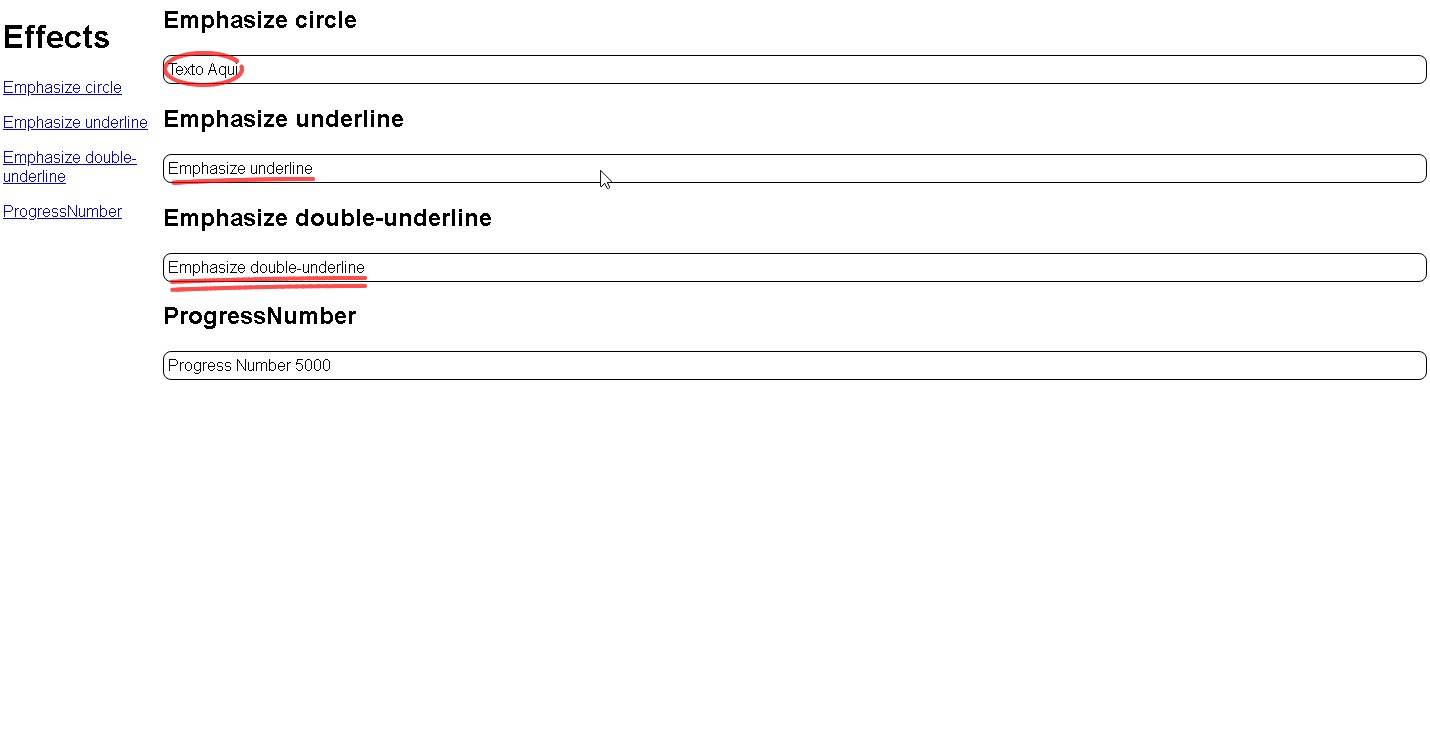 Effects
Emphasize circle
Emphasize underline
Emphasize double-
underline
ProgressNumber
Emphasize circle
Texto Aqui
Emphasize underline
Emphasize underline
Emphasize double-underline
Emphasize double-underline
ProgressNumber
Progress Number 5000